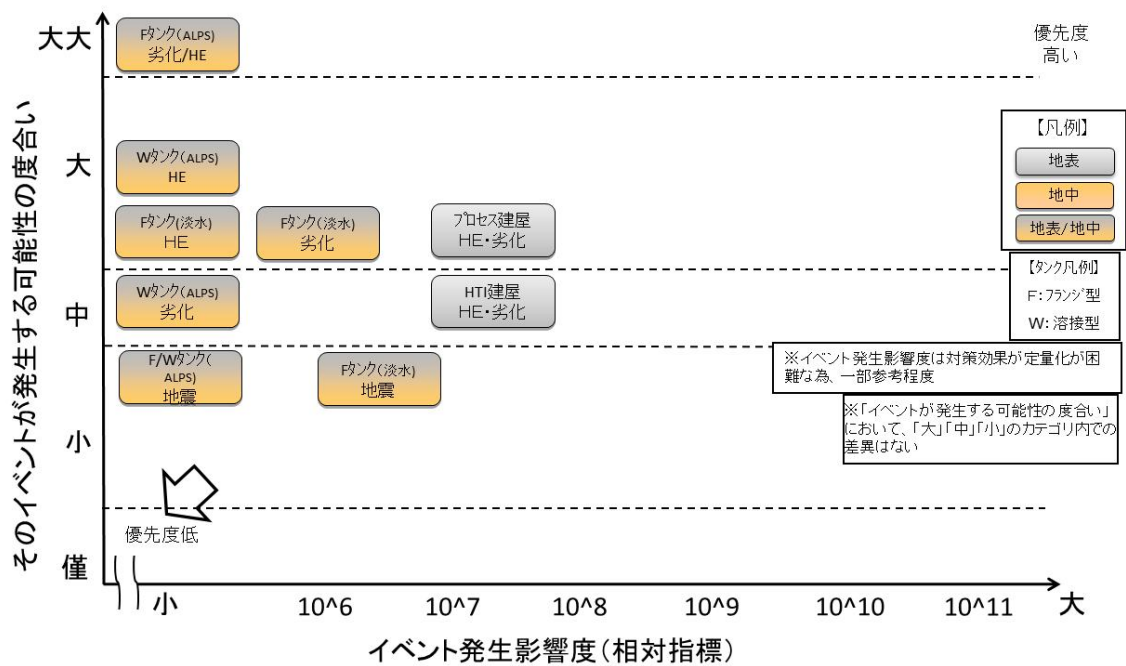 そのイベントが発生する可能性の度合い
大大
大
中
小
僅
Fタンク(ALPS)
劣化/HE
優先度
高い
Wタンク(ALPS)
HE
Fタンク(淡水)
HE
Fタンク(淡水)
劣化
プロセス建屋
HE・劣化
Wタンク(ALPS)
劣化
HTI建屋
HE・劣化
F/Wタンク(
ALPS)
地震
Fタンク(淡水)
地震
【凡例】
地表
地中
地表/地中
【タンク凡例】
F:フランジ型
W:溶接型
※イベント発生影響度は対策効果が定量化が困
難な為、一部参考程度
※「イベントが発生する可能性の度合い」
において、「大」「中」「小」のカテゴリ内での
差異はない
優先度低
小
10^6
10^7
10^8
10^9
10^10
10^11
大
イベント発生影響度(相対指標)